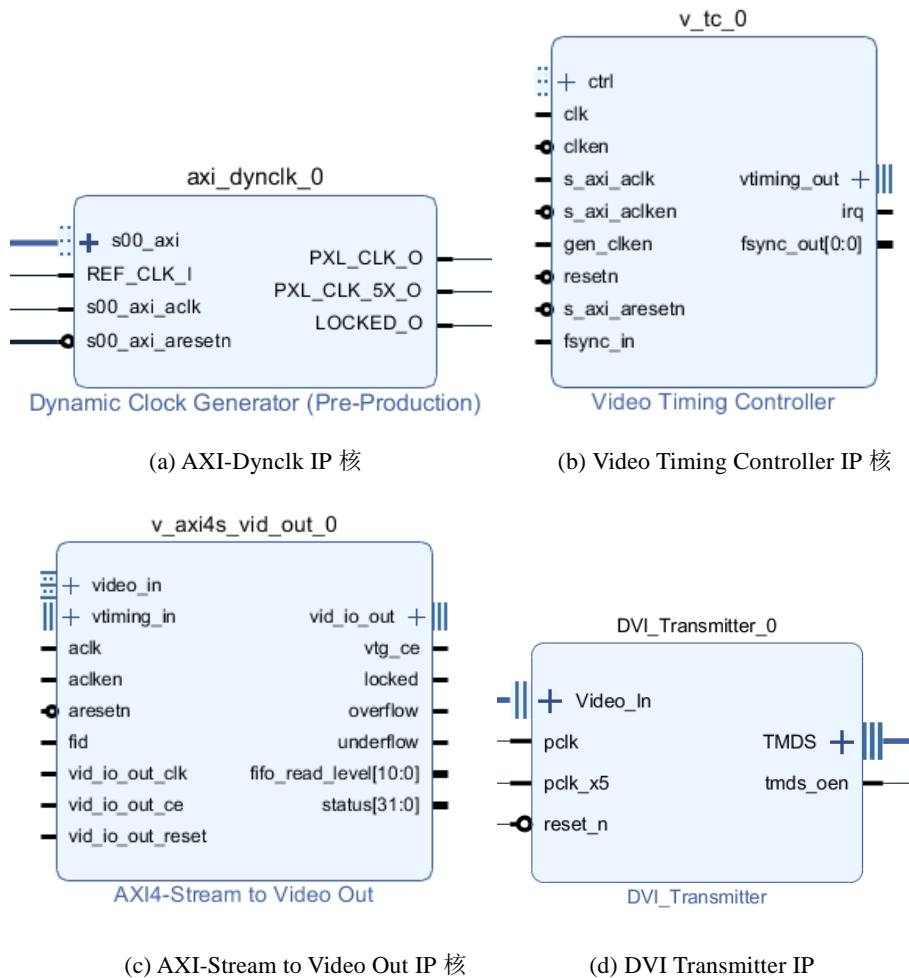 axi_dynclk_0
s00_axi
REF_CLK_I
s00_axi_aclk
s00_axi_aresetn
PXL_CLK_O
PXL_CLK_5X_O
LOCKED_O
Dynamic Clock Generator (Pre-Production)
(a) AXI-Dynclk IP 核
v_tc_0
ctrl
clk
clken
s_axi_aclk
s_axi_aclken
gen_clken
resetn
s_axi_aresetn
fsync_in
vtiming_out
irq
fsync_out[0:0]
Video Timing Controller
(b) Video Timing Controller IP 核
v_axi4s_vid_out_0
video_in
vtiming_in
aclk
aclken
aresetn
fid
vid_io_out_clk
vid_io_out_ce
vid_io_out_reset
vid_io_out
vtg_ce
locked
overflow
underflow
fifo_read_level[10:0]
status[31:0]
AXI4-Stream to Video Out
(c) AXI-Stream to Video Out IP 核
DVI_Transmitter_0
Video_In
pclk
pclk_x5
reset_n
TMDS
tmds_oen
DVI_Transmitter
(d) DVI Transmitter IP